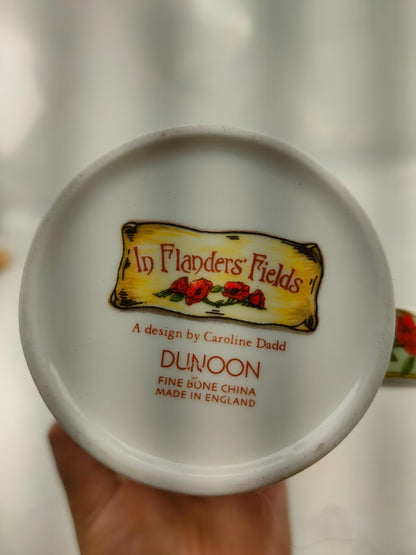 In Flanders' Fields
A design by Caroline Dadd
DUNOON
FINE BONE CHINA
MADE IN ENGLAND